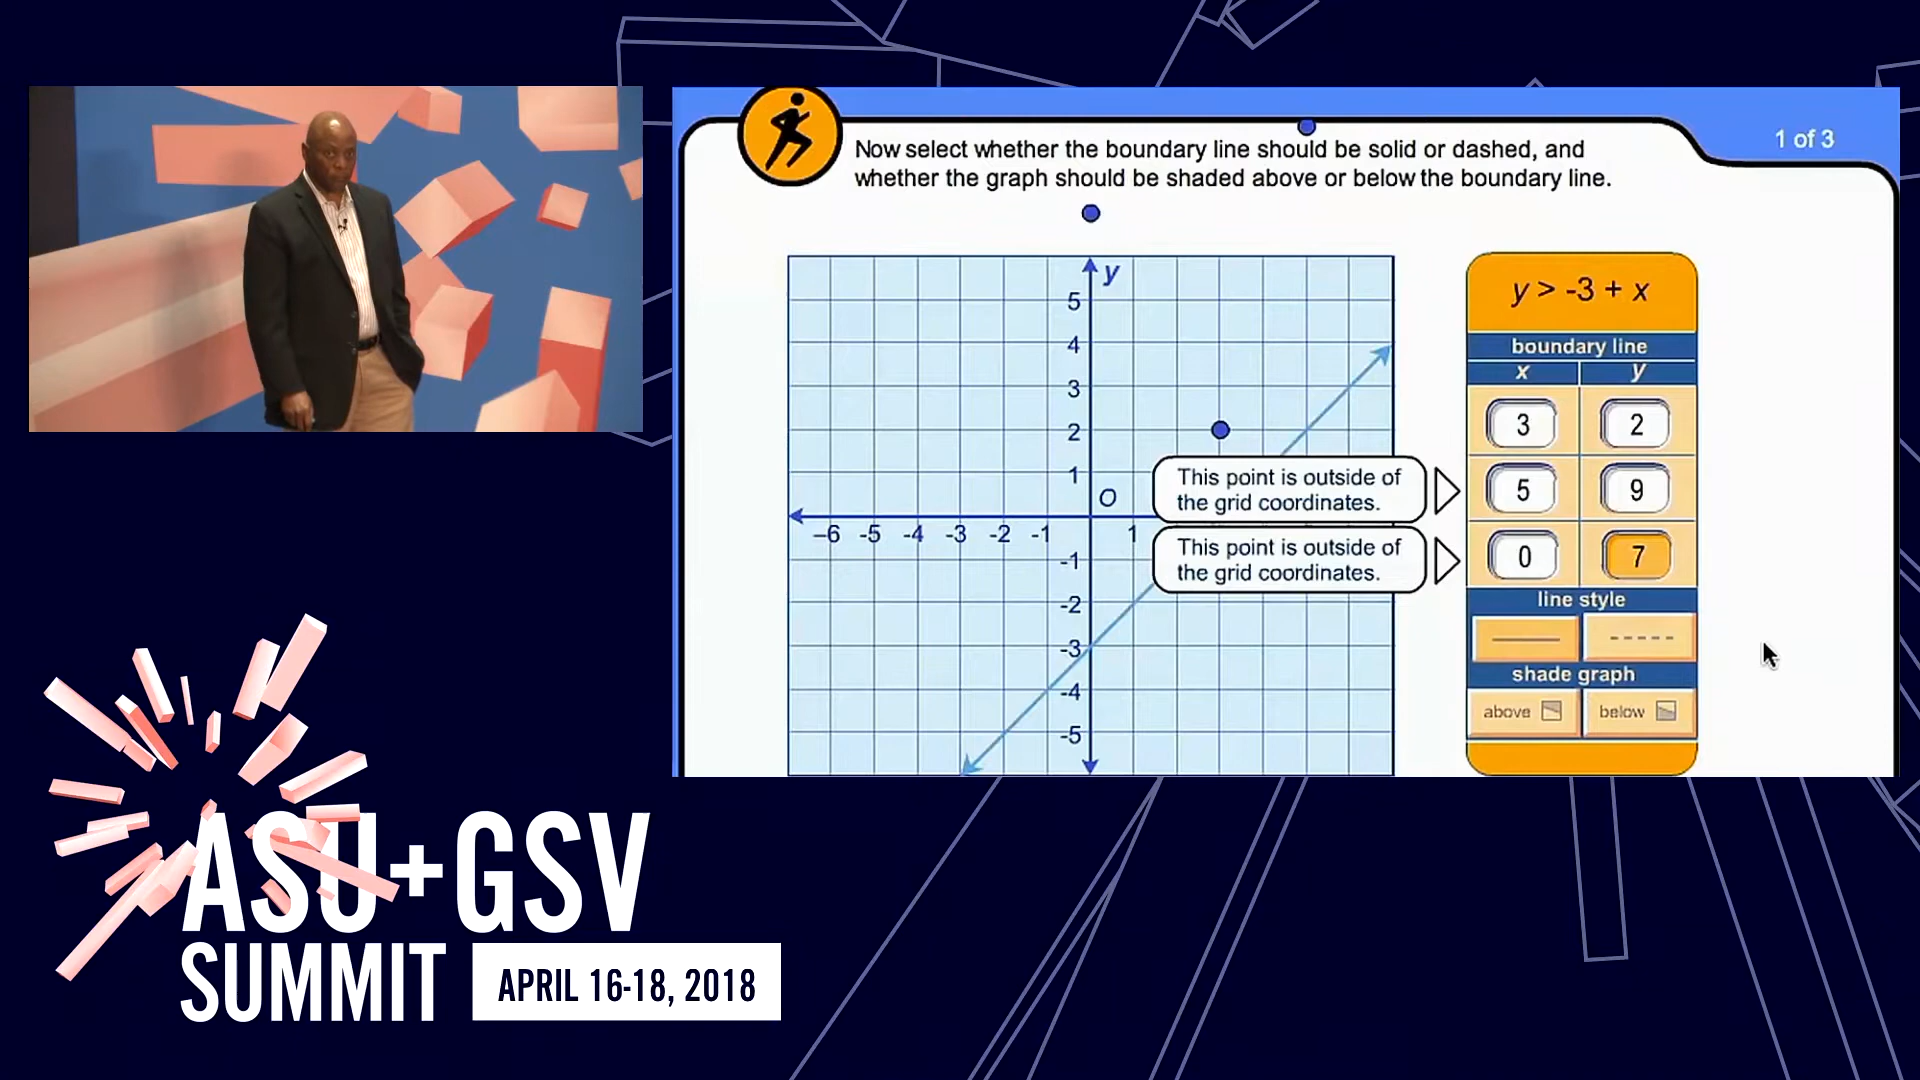 Now select whether the boundary line should be solid or dashed, and
whether the graph should be shaded above or below the boundary line.
1 of 3
y
5
4
3
2
1
O
–6 -5 -4 -3 -2 -1 1
-1
-2
-3
-4
-5
This point is outside of
the grid coordinates.
This point is outside of
the grid coordinates.
y > -3 + x
boundary line
x y
3 2
5 9
0 7
line style
shade graph
above below
ASU+GSV
SUMMIT
APRIL 16-18, 2018